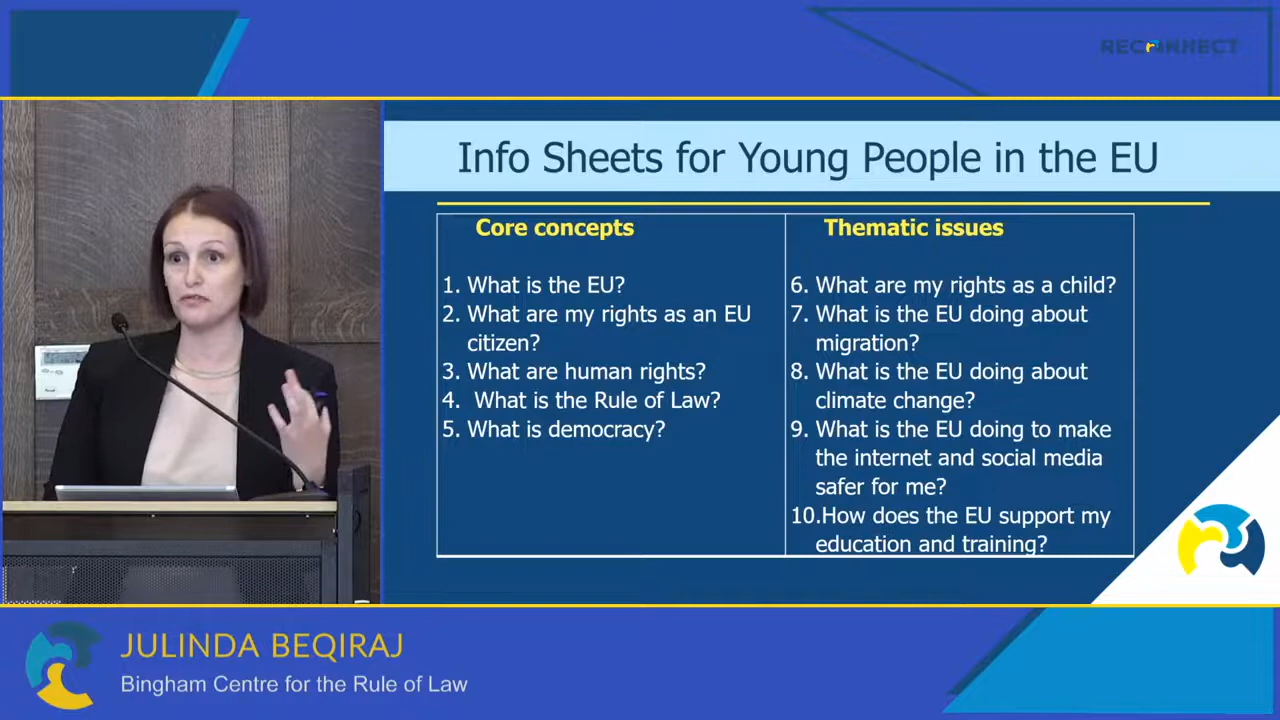 RECONNECT
Info Sheets for Young People in the EU
Core concepts
1. What is the EU?
2. What are my rights as an EU
citizen?
3. What are human rights?
4. What is the Rule of Law?
5. What is democracy?
Thematic issues
6. What are my rights as a child?
7. What is the EU doing about
migration?
8. What is the EU doing about
climate change?
9. What is the EU doing to make
the internet and social media
safer for me?
10.How does the EU support my
education and training?
JULINDA BEQIRAJ
Bingham Centre for the Rule of Law